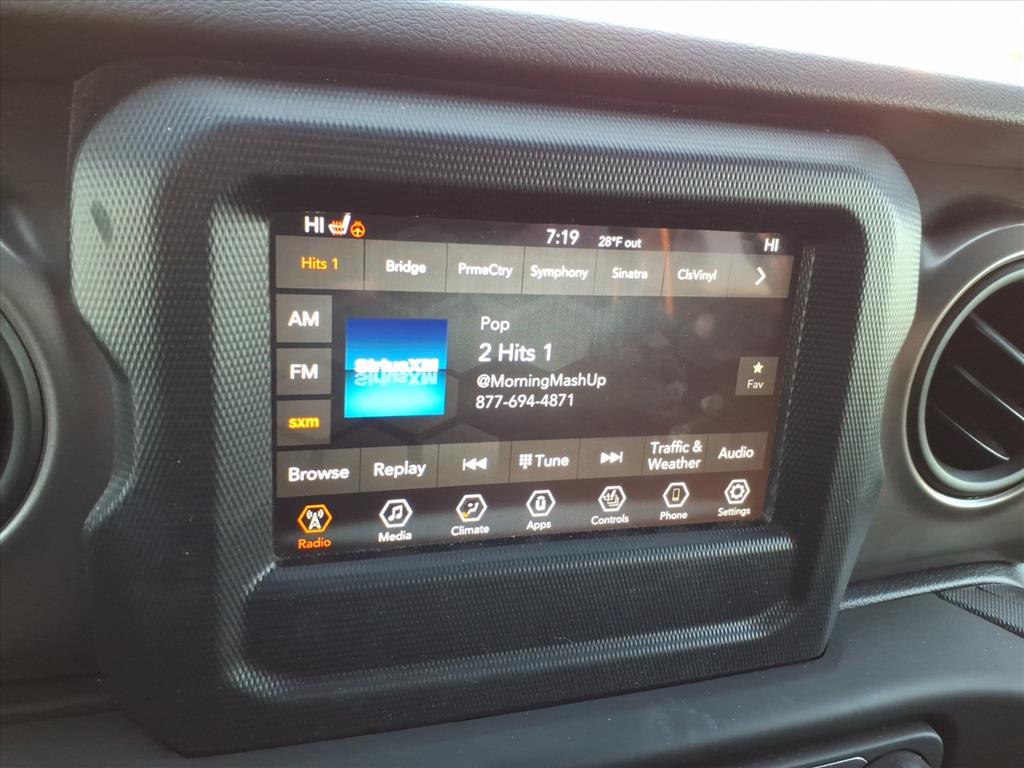 HI 7:19 28°F out HI
Hits 1 Bridge PrmeCtry Symphony Sinatra ClsVinyl
AM
FM
sxm
SiriusXM
Pop
2 Hits 1
@MorningMashUp
877-694-4871
Fav
Browse Replay Tune Traffic & Weather Audio
Radio Media Climate Apps Controls Phone Settings